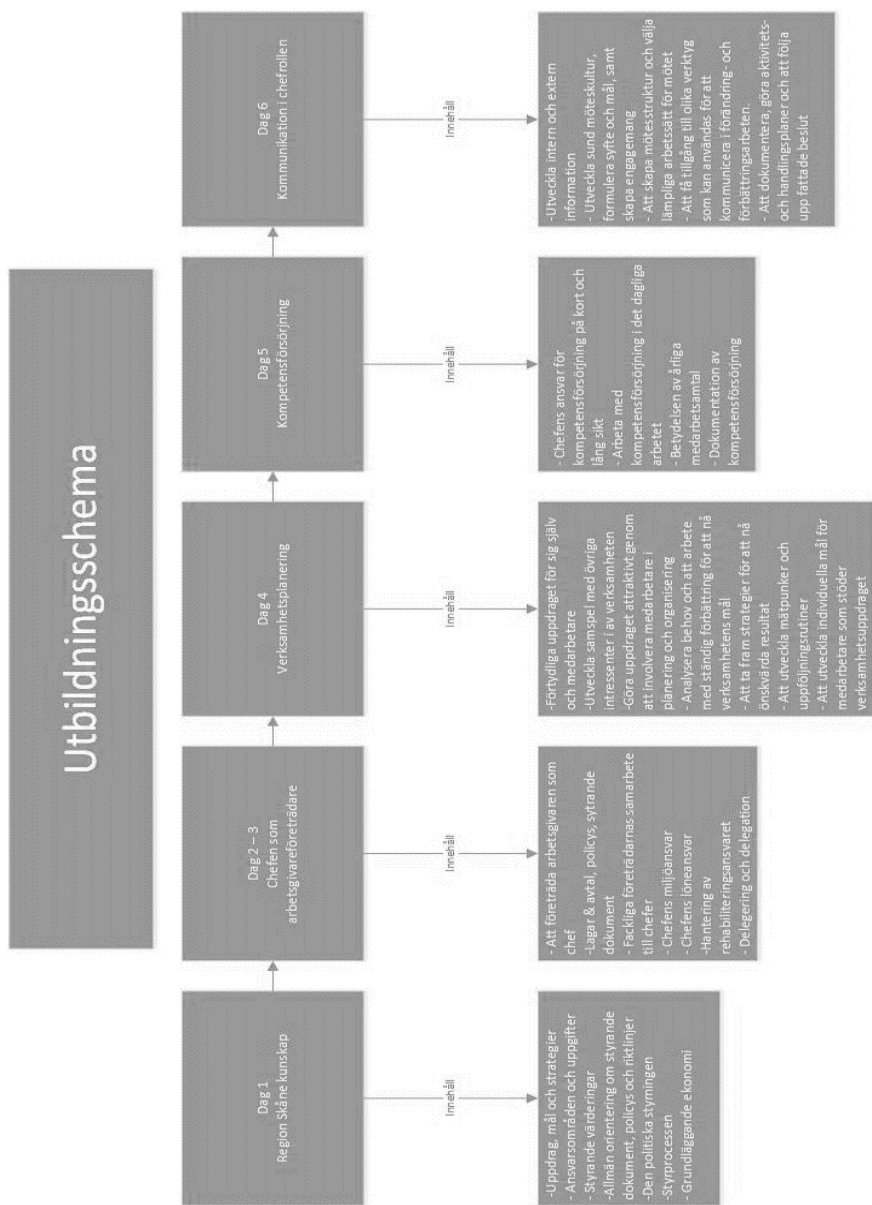 Utbildningsschema
Dag 1
Region Skåne kunskap
Innehåll
-Uppdrag, mål och strategier
- Ansvarsområden och uppgifter
- Styrande värderingar
-Allmän orientering om styrande
dokument, policys och riktlinjer
-Den politiska styrningen
-Styrprocessen
- Grundläggande ekonomi
Dag 2 – 3
Chefen som
arbetsgivareföreträdare
Innehåll
- Att företräda arbetsgivaren som
chef
-Lagar & avtal, policys, sytrande
dokument
- Fackliga företrädarnas samarbete
till chefer
- Chefens miljöansvar
- Chefens löneansvar
-Hantering av
rehabiliteringsansvaret
- Delegering och delegation
Dag 4
Verksamhetsplanering
Innehåll
-Förtydliga uppdraget för sig själv
och medarbetare
-Utveckla samspel med övriga
intressenter i av verksamheten
-Göra uppdraget attraktivt genom
att involvera medarbetare i
planering och organisering
- Analysera behov och att arbete
med ständig förbättring för att nå
verksamhetens mål
- Att ta fram strategier för att nå
önskvärda resultat
- Att utveckla mätpunker och
uppföljningsrutiner
- Att utveckla individuella mål för
medarbetare som stöder
verksamhetsuppdraget
Dag 5
Kompetensförsörjning
Innehåll
- Chefens ansvar för
kompetensförsörjning på kort och
lång sikt
- Arbeta med
kompetensförsörjning i det dagliga
arbetet
- Betydelsen av årliga
medarbetsamtal
- Dokumentation av
kompetensförsörjning
Dag 6
Kommunikation i chefrollen
Innehåll
-Utveckla intern och extern
information
- Utveckla sund möteskultur,
formulera syfte och mål, samt
skapa engagemang
- Att skapa mötesstruktur och välja
lämpliga arbetssätt för mötet
- Att få tillgång till olika verktyg
som kan användas för att
kommunicera i förändring- och
förbättringsarbeten.
- Att dokumentera, göra aktivitets-
och handlingsplaner och att följa
upp fattade beslut